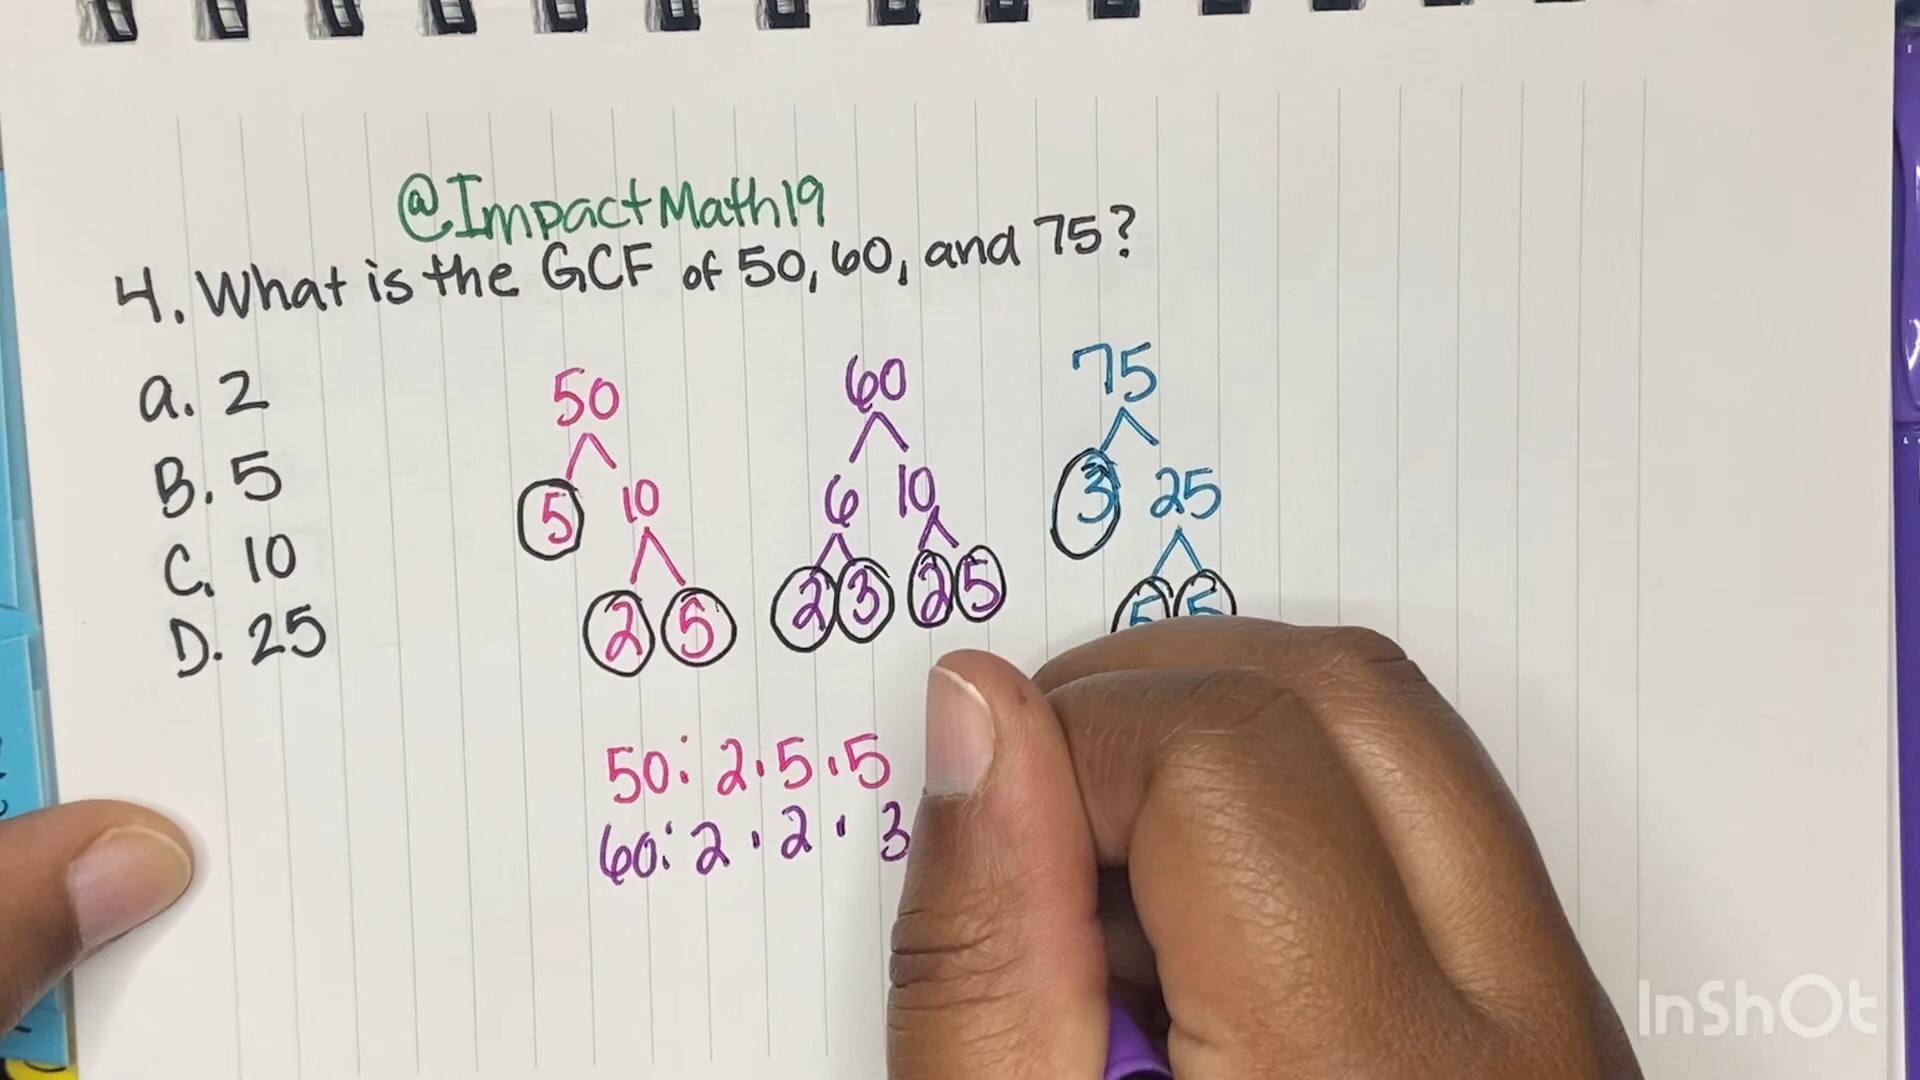 @ImpactMath19
4. What is the GCF of 50, 60, and 75?
a. 2
B. 5
C. 10
D. 25
50
5 10
2 5
60
6 10
2 3 2 5
75
3 25
5 5
50: 2·5·5
60: 2·2·3
InShOt